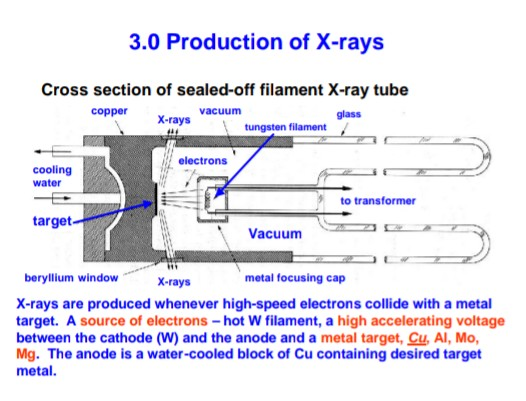 3.0 Production of X-rays
Cross section of sealed-off filament X-ray tube
copper
X-rays
vacuum
glass
tungsten filament
electrons
cooling
water
to transformer
target
Vacuum
beryllium window
X-rays
metal focusing cap
X-rays are produced whenever high-speed electrons collide with a metal
target. A source of electrons – hot W filament, a high accelerating voltage
between the cathode (W) and the anode and a metal target, Cu, Al, Mo,
Mg. The anode is a water-cooled block of Cu containing desired target
metal.